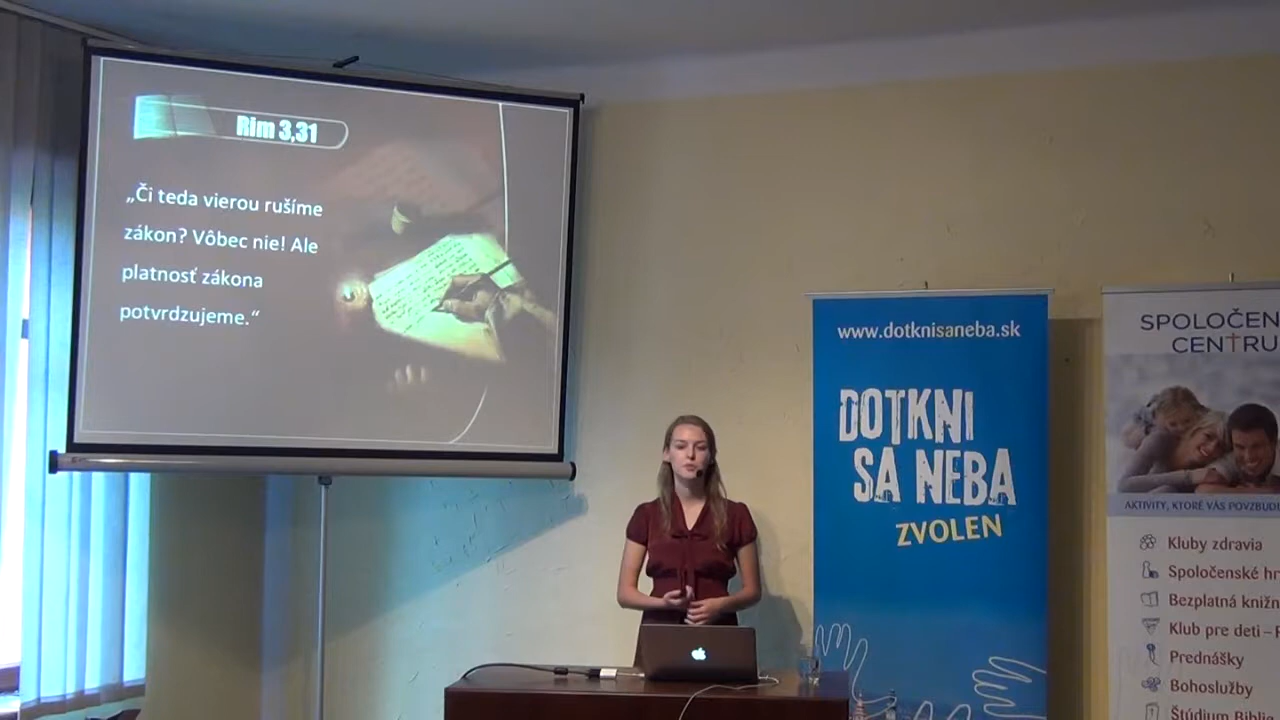 Rim 3,31
„Či teda vierou rušíme
zákon? Vôbec nie! Ale
platnosť zákona
potvrdzujeme.“
www.dotknisaneba.sk
DOTKNI
SA NEBA
ZVOLEN
SPOLOČEN
CENTRU
AKTIVITY, KTORÉ VÁS POVZBUD
Kluby zdravia
Spoločenské
Bezplatná knižn
Klub pre deti –
Prednášky
Bohoslužby
Štúdium Biblie